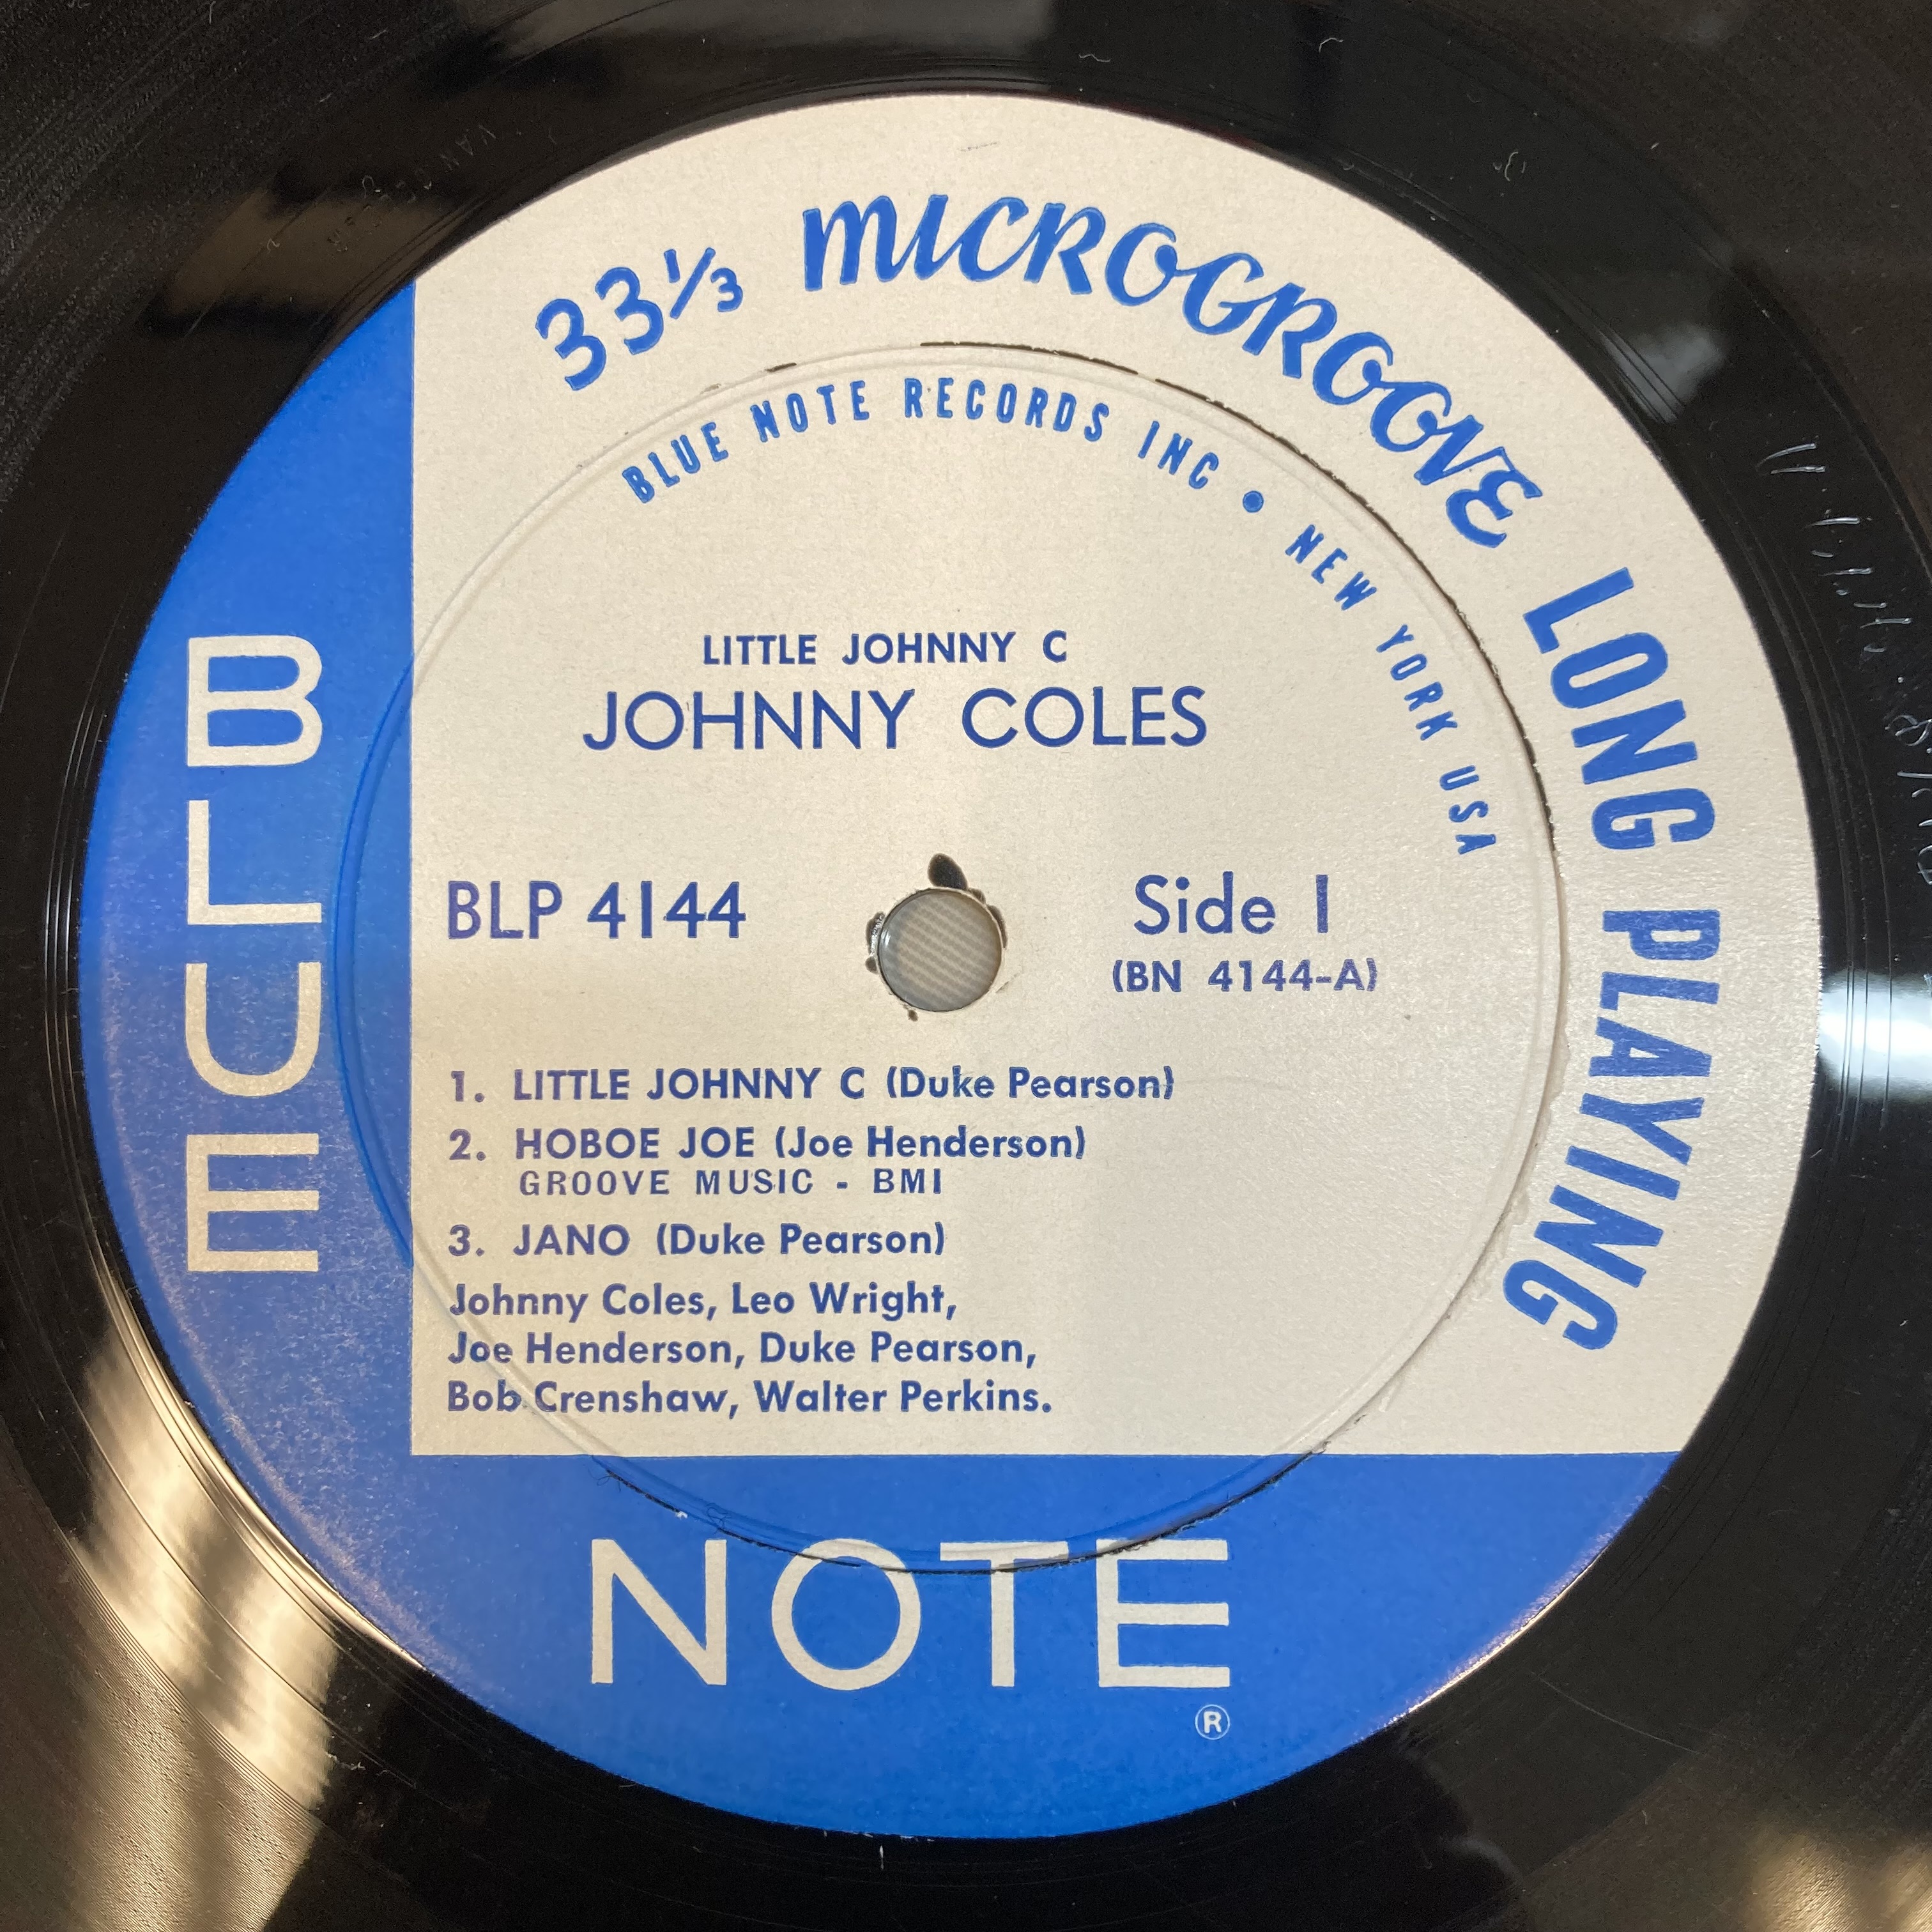 33⅓ MICROGROOVE LONG PLAYING
BLUE NOTE RECORDS INC • NEW YORK USA
LITTLE JOHNNY C
JOHNNY COLES
BLP 4144
Side 1
(BN 4144-A)
1. LITTLE JOHNNY C (Duke Pearson)
2. HOBOE JOE (Joe Henderson)
GROOVE MUSIC - BMI
3. JANO (Duke Pearson)
Johnny Coles, Leo Wright,
Joe Henderson, Duke Pearson,
Bob Crenshaw, Walter Perkins.
BLUE
NOTE
®